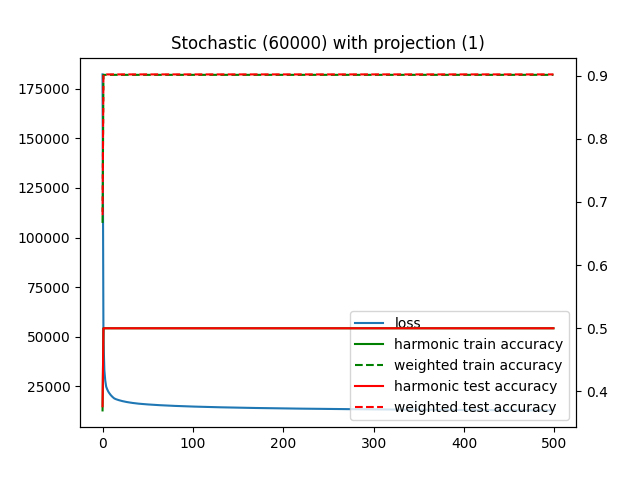 Stochastic (60000) with projection (1)
175000
150000
125000
100000
75000
50000
25000
0.9
0.8
0.7
0.6
0.5
0.4
loss
harmonic train accuracy
weighted train accuracy
harmonic test accuracy
weighted test accuracy
0 100 200 300 400 500